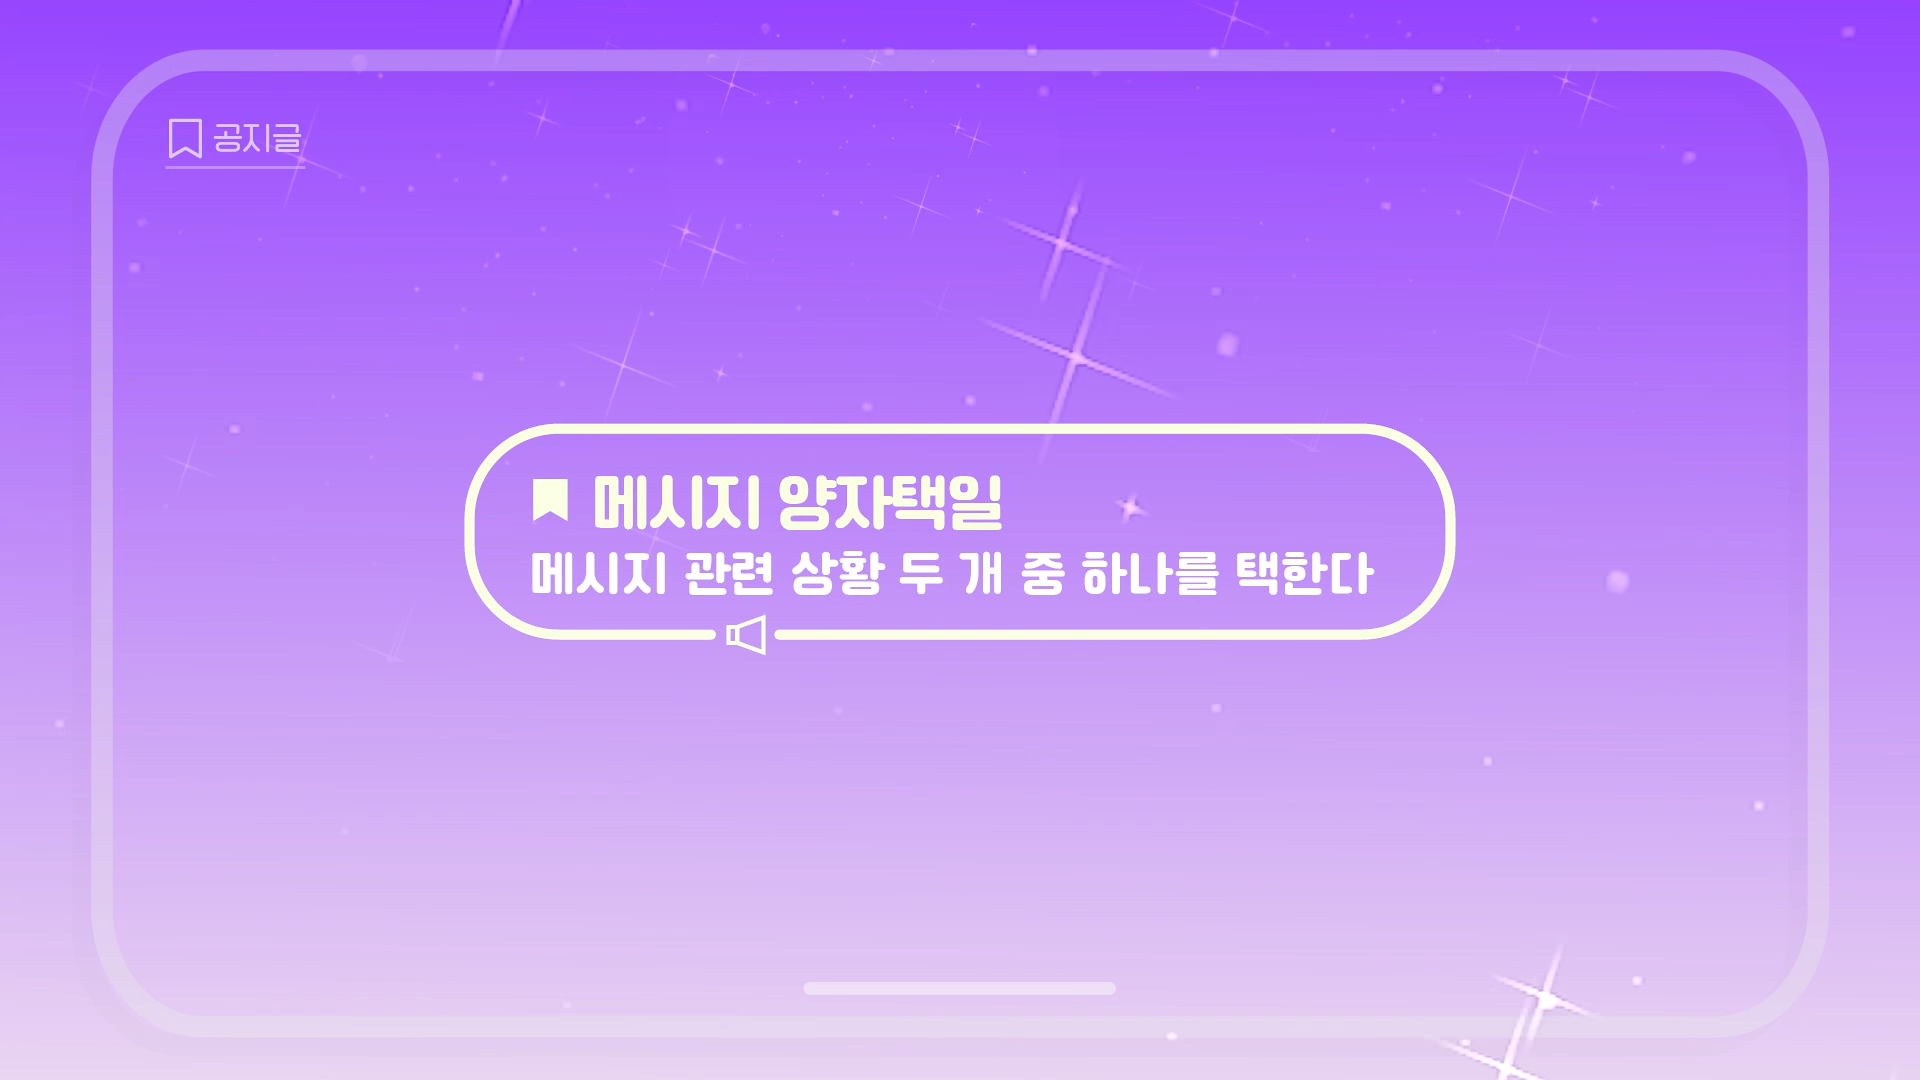 공지글
메시지 양자택일
메시지 관련 상황 두 개 중 하나를 택한다